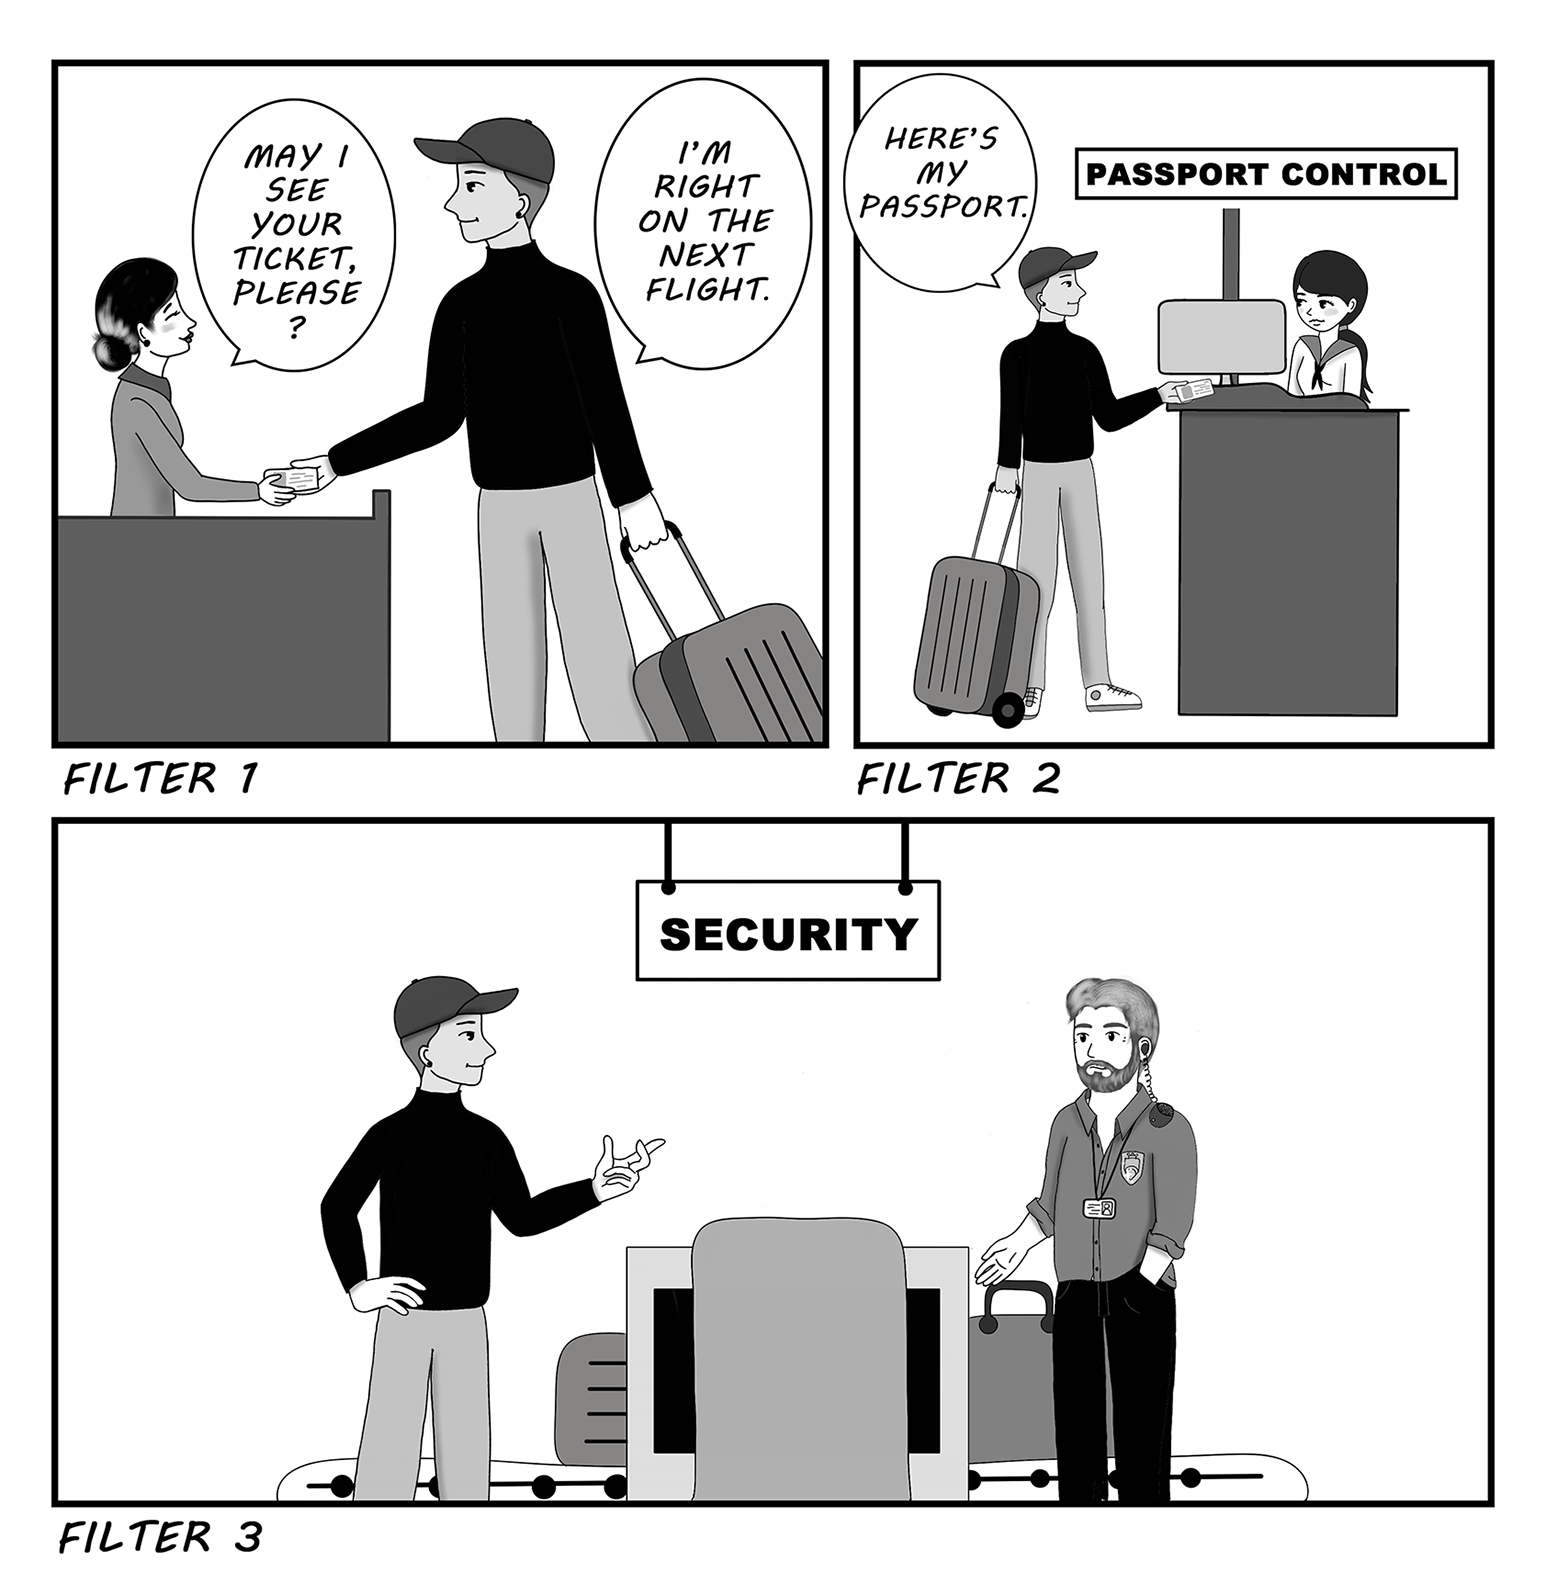 MAY I
SEE
YOUR
TICKET,
PLEASE
?
I'M
RIGHT
ON THE
NEXT
FLIGHT.
FILTER 1
HERE'S
MY
PASSPORT.
PASSPORT CONTROL
FILTER 2
SECURITY
FILTER 3